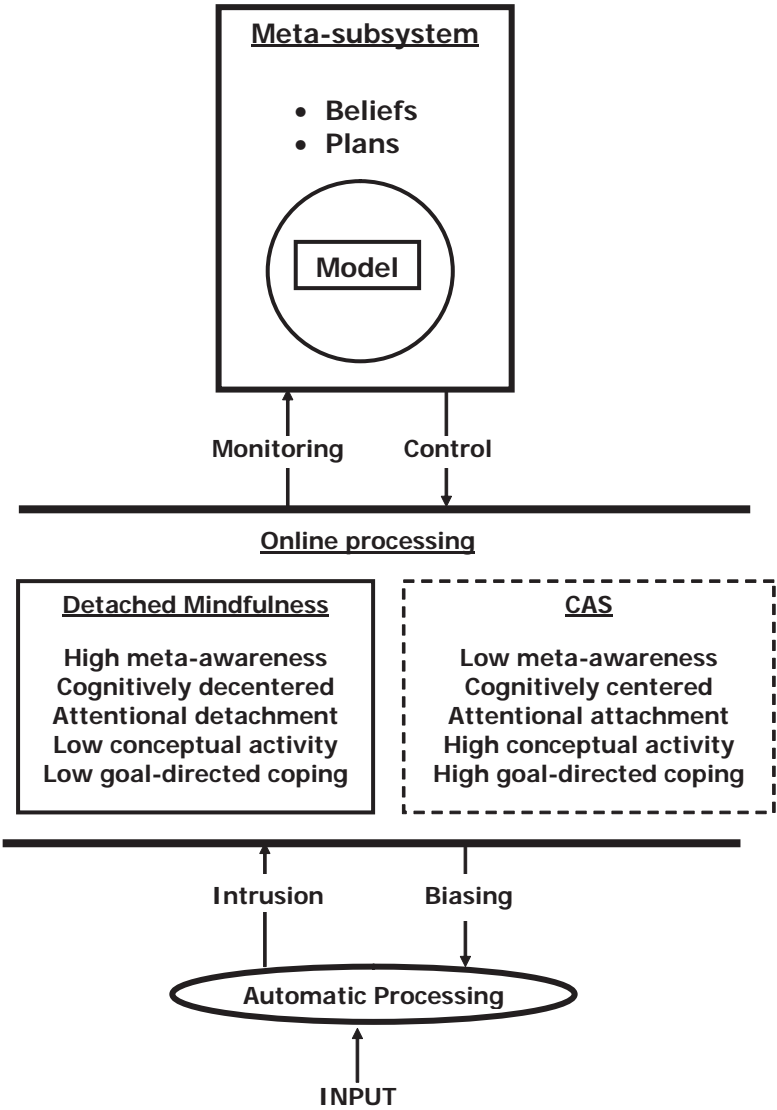 Meta-subsystem
• Beliefs
• Plans
Model
Monitoring Control
Online processing
Detached Mindfulness
High meta-awareness
Cognitively decentered
Attentional detachment
Low conceptual activity
Low goal-directed coping
CAS
Low meta-awareness
Cognitively centered
Attentional attachment
High conceptual activity
High goal-directed coping
Intrusion Biasing
Automatic Processing
INPUT